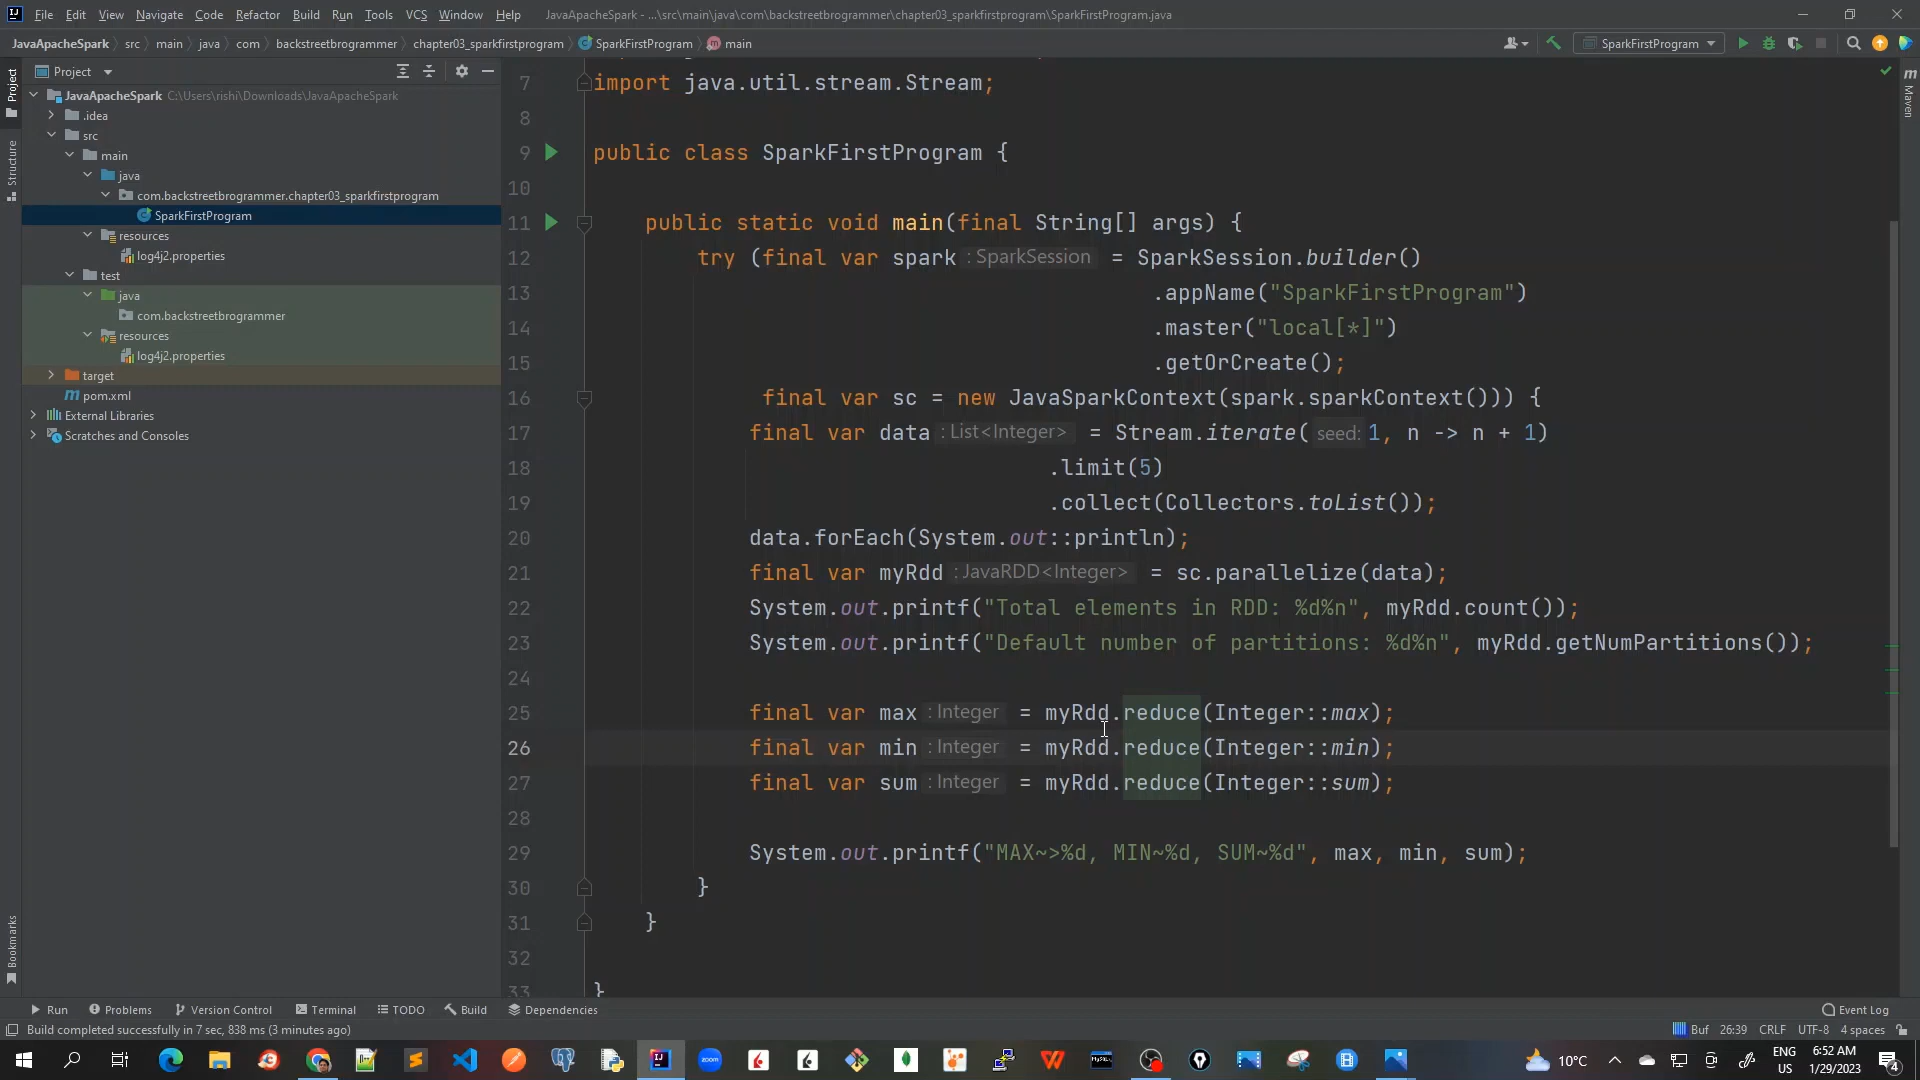 File Edit View Navigate Code Refactor Build Run Tools VCS Window Help JavaApacheSpark - ...\src\main\java\com\backstreetbrogrammer\chapter03_sparkfirstprogram\SparkFirstProgram.java
JavaApacheSpark src main java com backstreetbrogrammer chapter03_sparkfirstprogram SparkFirstProgram main SparkFirstProgram
Project
JavaApacheSpark C:\Users\rishi\Downloads\JavaApacheSpark
.idea
src
main
java
com.backstreetbrogrammer.chapter03_sparkfirstprogram
SparkFirstProgram
resources
log4j2.properties
test
java
com.backstreetbrogrammer
resources
log4j2.properties
target
pom.xml
External Libraries
Scratches and Consoles
Project
Structure
Bookmarks
7 import java.util.stream.Stream;
8
9 public class SparkFirstProgram {
10
11 public static void main(final String[] args) {
12 try (final var spark : SparkSession = SparkSession.builder()
13 .appName("SparkFirstProgram")
14 .master("local[*]")
15 .getOrCreate();
16 final var sc = new JavaSparkContext(spark.sparkContext())) {
17 final var data : List<Integer> = Stream.iterate( seed: 1, n -> n + 1)
18 .limit(5)
19 .collect(Collectors.toList());
20 data.forEach(System.out::println);
21 final var myRdd : JavaRDD<Integer> = sc.parallelize(data);
22 System.out.printf("Total elements in RDD: %d%n", myRdd.count());
23 System.out.printf("Default number of partitions: %d%n", myRdd.getNumPartitions());
24
25 final var max : Integer = myRdd.reduce(Integer::max);
26 final var min : Integer = myRdd.reduce(Integer::min);
27 final var sum : Integer = myRdd.reduce(Integer::sum);
28
29 System.out.printf("MAX~>%d, MIN~%d, SUM~%d", max, min, sum);
30 }
31 }
32
33 }
Maven
Run Problems Version Control Terminal TODO Build Dependencies Event Log
Build completed successfully in 7 sec, 838 ms (3 minutes ago) Buf 26:39 CRLF UTF-8 4 spaces
10°C ENG 6:52 AM
US 1/29/2023 4